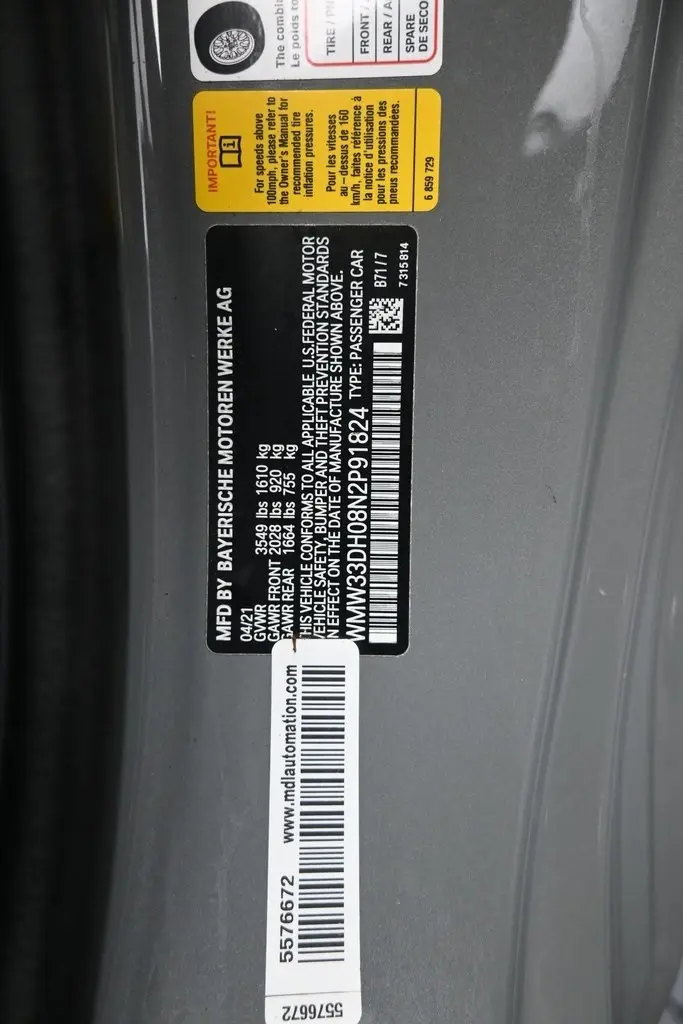 The combi
Le poids to
TIRE / PN
FRONT /
REAR / A
SPARE
DE SECO
IMPORTANT!
For speeds above
100mph, please refer to
the Owner's Manual for
recommended tire
inflation pressures.
Pour les vitesses
au – dessus de 160
km/h, faites référence à
la notice d'utilisation
pour les pressions des
pneus recommandées.
6 859 729
MFD BY BAYERISCHE MOTOREN WERKE AG
04/21
GVWR 3549 lbs 1610 kg
GAWR FRONT 2028 lbs 920 kg
GAWR REAR 1664 lbs 755 kg
THIS VEHICLE CONFORMS TO ALL APPLICABLE U.S.FEDERAL MOTOR
VEHICLE SAFETY, BUMPER AND THEFT PREVENTION STANDARDS
IN EFFECT ON THE DATE OF MANUFACTURE SHOWN ABOVE.
WMW33DH08N2P91824 TYPE: PASSENGER CAR
B71/7
7 315 814
5576672 www.mdlautomation.com
5576672